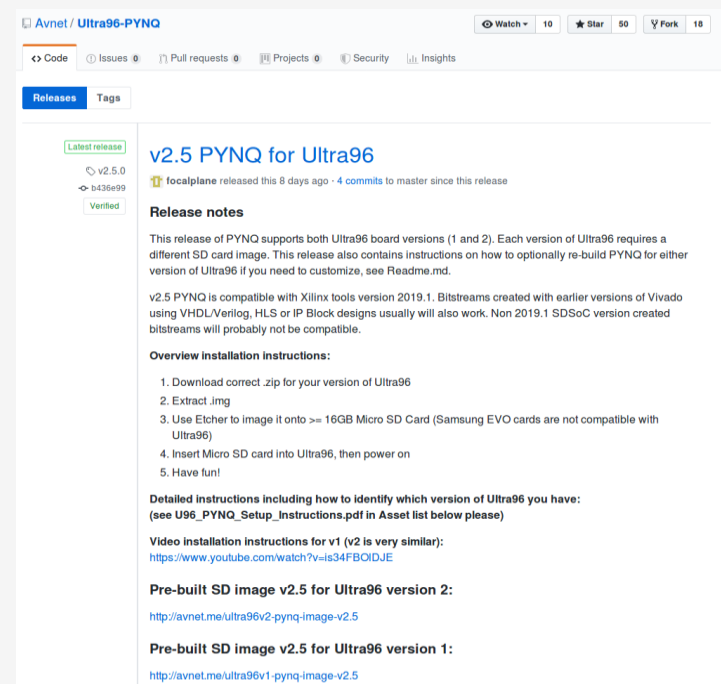 Avnet / Ultra96-PYNQ
Watch 10 Star 50 Fork 18
Code Issues 0 Pull requests 0 Projects 0 Security Insights
Releases Tags
Latest release
v2.5.0
b436e99
Verified
v2.5 PYNQ for Ultra96
focalplane released this 8 days ago · 4 commits to master since this release
Release notes
This release of PYNQ supports both Ultra96 board versions (1 and 2). Each version of Ultra96 requires a
different SD card image. This release also contains instructions on how to optionally re-build PYNQ for either
version of Ultra96 if you need to customize, see Readme.md.
v2.5 PYNQ is compatible with Xilinx tools version 2019.1. Bitstreams created with earlier versions of Vivado
using VHDL/Verilog, HLS or IP Block designs usually will also work. Non 2019.1 SDSoC version created
bitstreams will probably not be compatible.
Overview installation instructions:
1. Download correct .zip for your version of Ultra96
2. Extract .img
3. Use Etcher to image it onto >= 16GB Micro SD Card (Samsung EVO cards are not compatible with
Ultra96)
4. Insert Micro SD card into Ultra96, then power on
5. Have fun!
Detailed instructions including how to identify which version of Ultra96 you have:
(see U96_PYNQ_Setup_Instructions.pdf in Asset list below please)
Video installation instructions for v1 (v2 is very similar):
https://www.youtube.com/watch?v=is34FBOIDJE
Pre-built SD image v2.5 for Ultra96 version 2:
http://avnet.me/ultra96v2-pynq-image-v2.5
Pre-built SD image v2.5 for Ultra96 version 1:
http://avnet.me/ultra96v1-pynq-image-v2.5